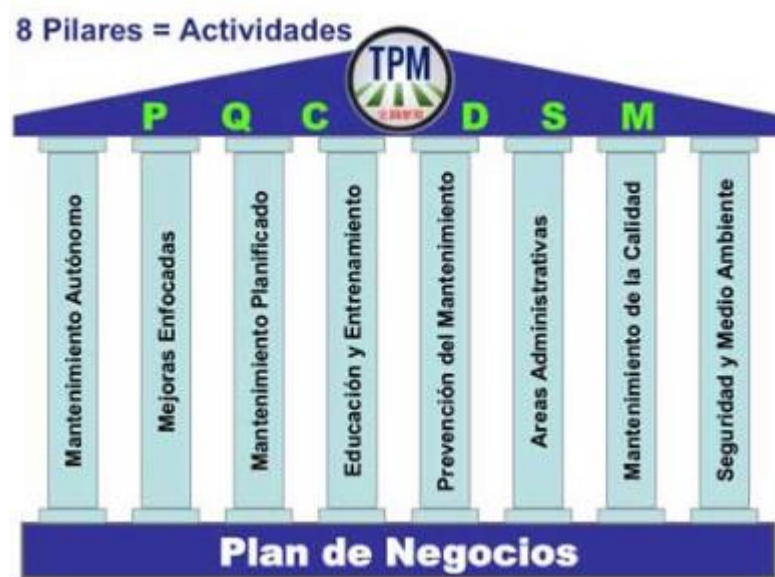 8 Pilares = Actividades
TPM
P Q C D S M
Mantenimiento Autónomo
Mejoras Enfocadas
Mantenimiento Planificado
Educación y Entrenamiento
Prevención del Mantenimiento
Areas Administrativas
Mantenimiento de la Calidad
Seguridad y Medio Ambiente
Plan de Negocios